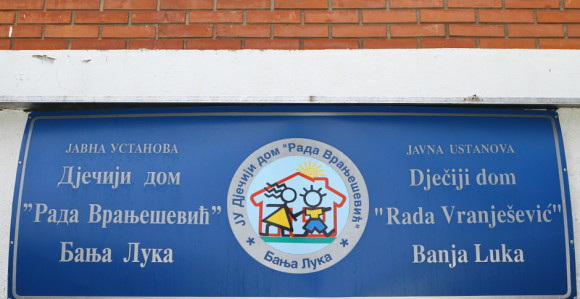 ЈАВНА УСТАНОВА
Дјечији дом
"Рада Врањешевић"
Бања Лука
ЈУ Дјечији дом "Рада Врањешевић"
* Бања Лука *
JAVNA USTANOVA
Dječiji dom
"Rada Vranješević"
Banja Luka